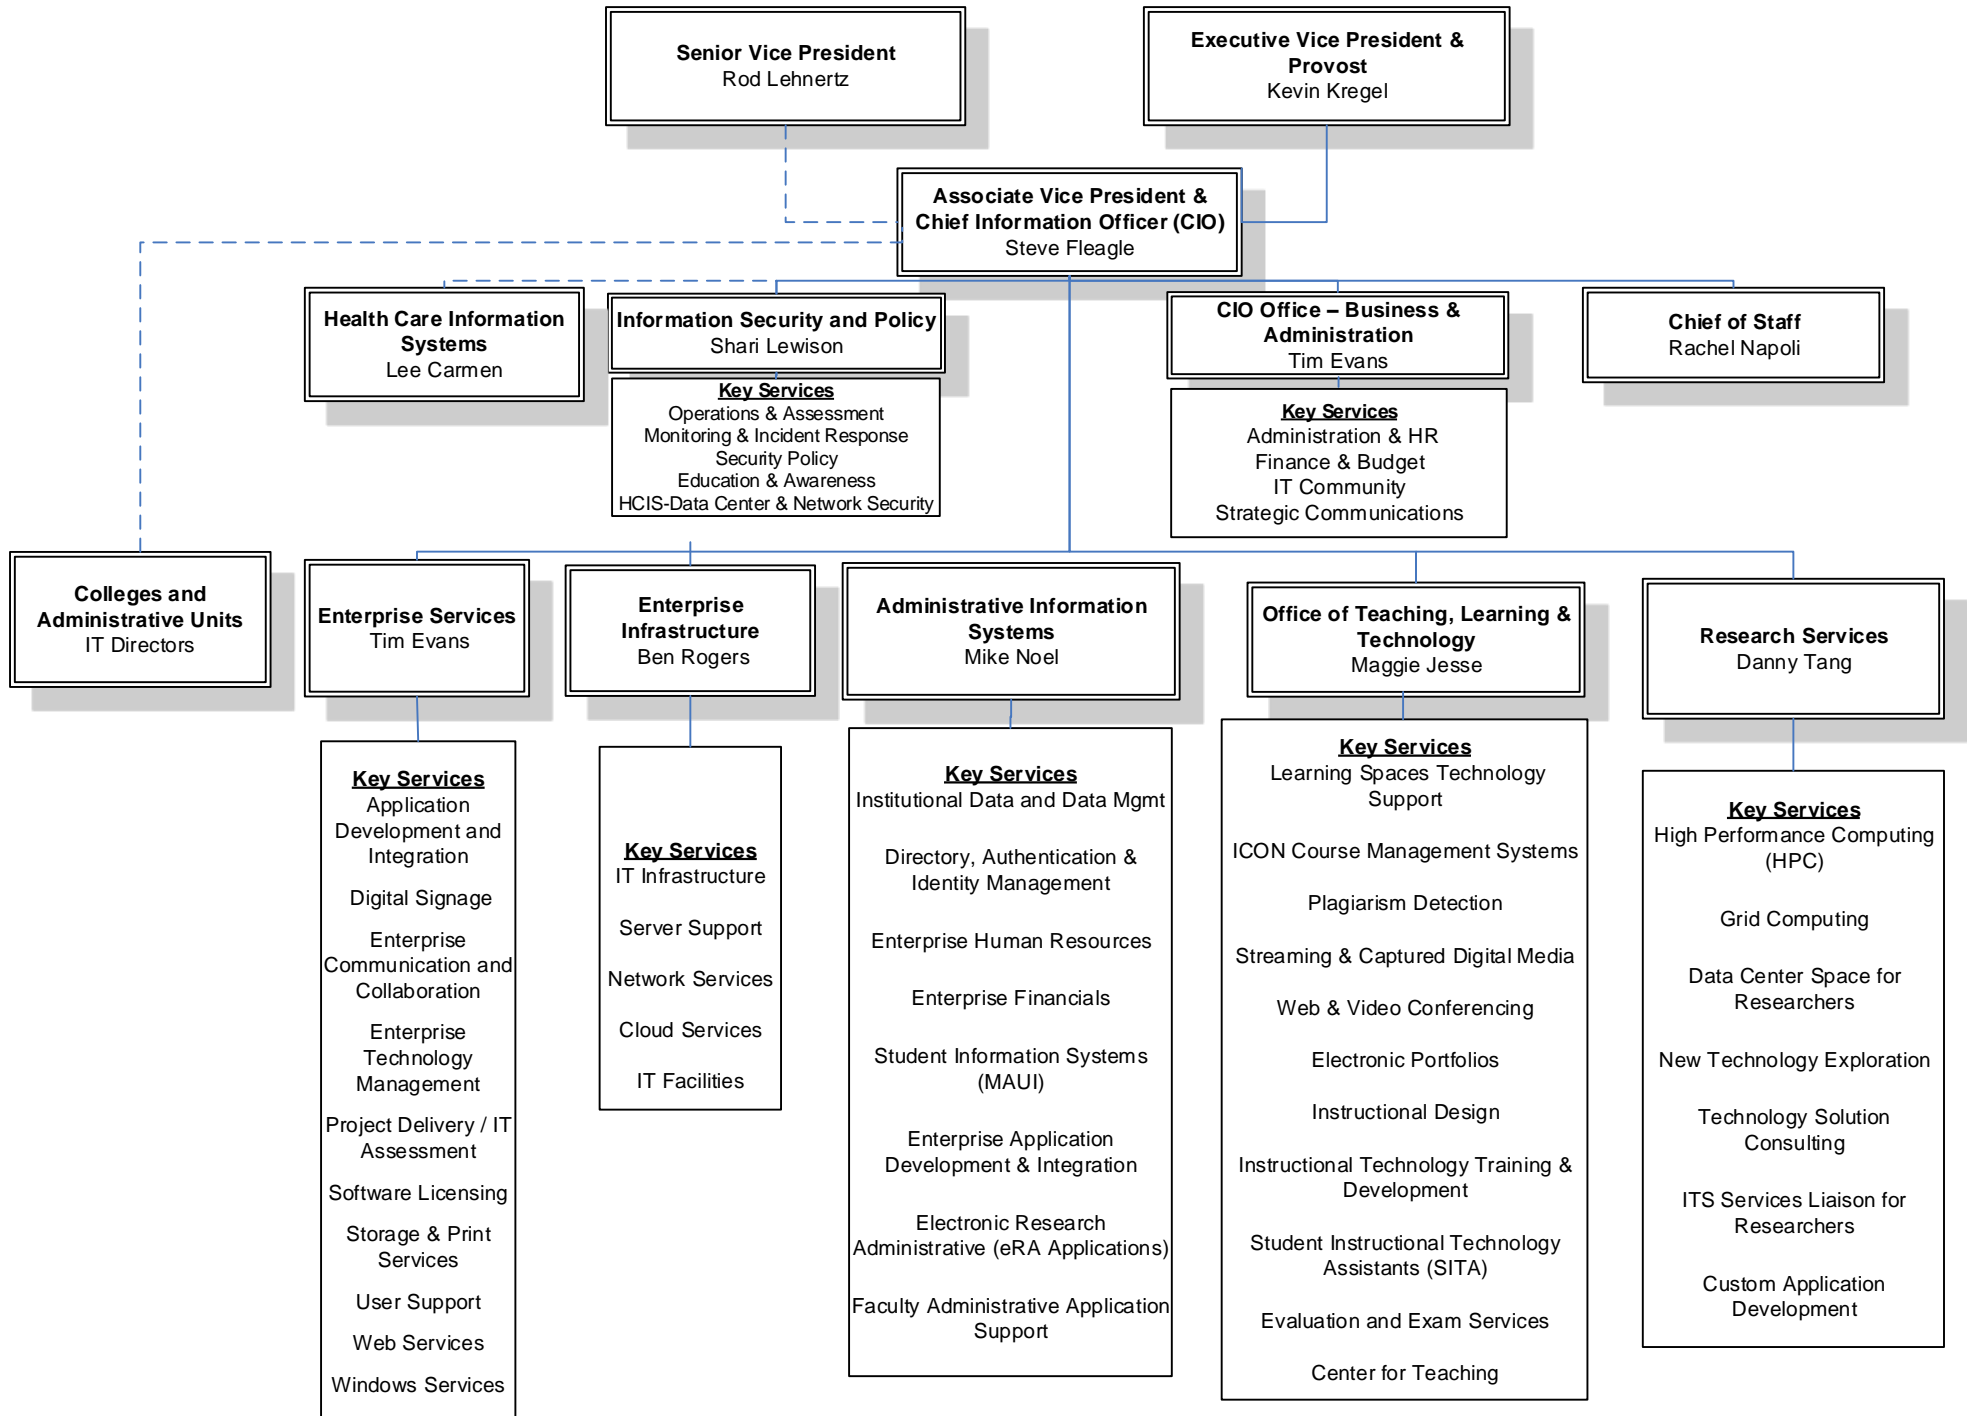 Senior Vice President
Rod Lehnertz
Executive Vice President &
Provost
Kevin Kregel
Associate Vice President &
Chief Information Officer (CIO)
Steve Fleagle
Health Care Information
Systems
Lee Carmen
Information Security and Policy
Shari Lewison
Key Services
Operations & Assessment
Monitoring & Incident Response
Security Policy
Education & Awareness
HCIS-Data Center & Network Security
CIO Office – Business &
Administration
Tim Evans
Key Services
Administration & HR
Finance & Budget
IT Community
Strategic Communications
Chief of Staff
Rachel Napoli
Colleges and
Administrative Units
IT Directors
Enterprise Services
Tim Evans
Key Services
Application
Development and
Integration
Digital Signage
Enterprise
Communication and
Collaboration
Enterprise
Technology
Management
Project Delivery / IT
Assessment
Software Licensing
Storage & Print
Services
User Support
Web Services
Windows Services
Enterprise
Infrastructure
Ben Rogers
Key Services
IT Infrastructure
Server Support
Network Services
Cloud Services
IT Facilities
Administrative Information
Systems
Mike Noel
Key Services
Institutional Data and Data Mgmt
Directory, Authentication &
Identity Management
Enterprise Human Resources
Enterprise Financials
Student Information Systems
(MAUI)
Enterprise Application
Development & Integration
Electronic Research
Administrative (eRA Applications)
Faculty Administrative Application
Support
Office of Teaching, Learning &
Technology
Maggie Jesse
Key Services
Learning Spaces Technology
Support
ICON Course Management Systems
Plagiarism Detection
Streaming & Captured Digital Media
Web & Video Conferencing
Electronic Portfolios
Instructional Design
Instructional Technology Training &
Development
Student Instructional Technology
Assistants (SITA)
Evaluation and Exam Services
Center for Teaching
Research Services
Danny Tang
Key Services
High Performance Computing
(HPC)
Grid Computing
Data Center Space for
Researchers
New Technology Exploration
Technology Solution
Consulting
ITS Services Liaison for
Researchers
Custom Application
Development